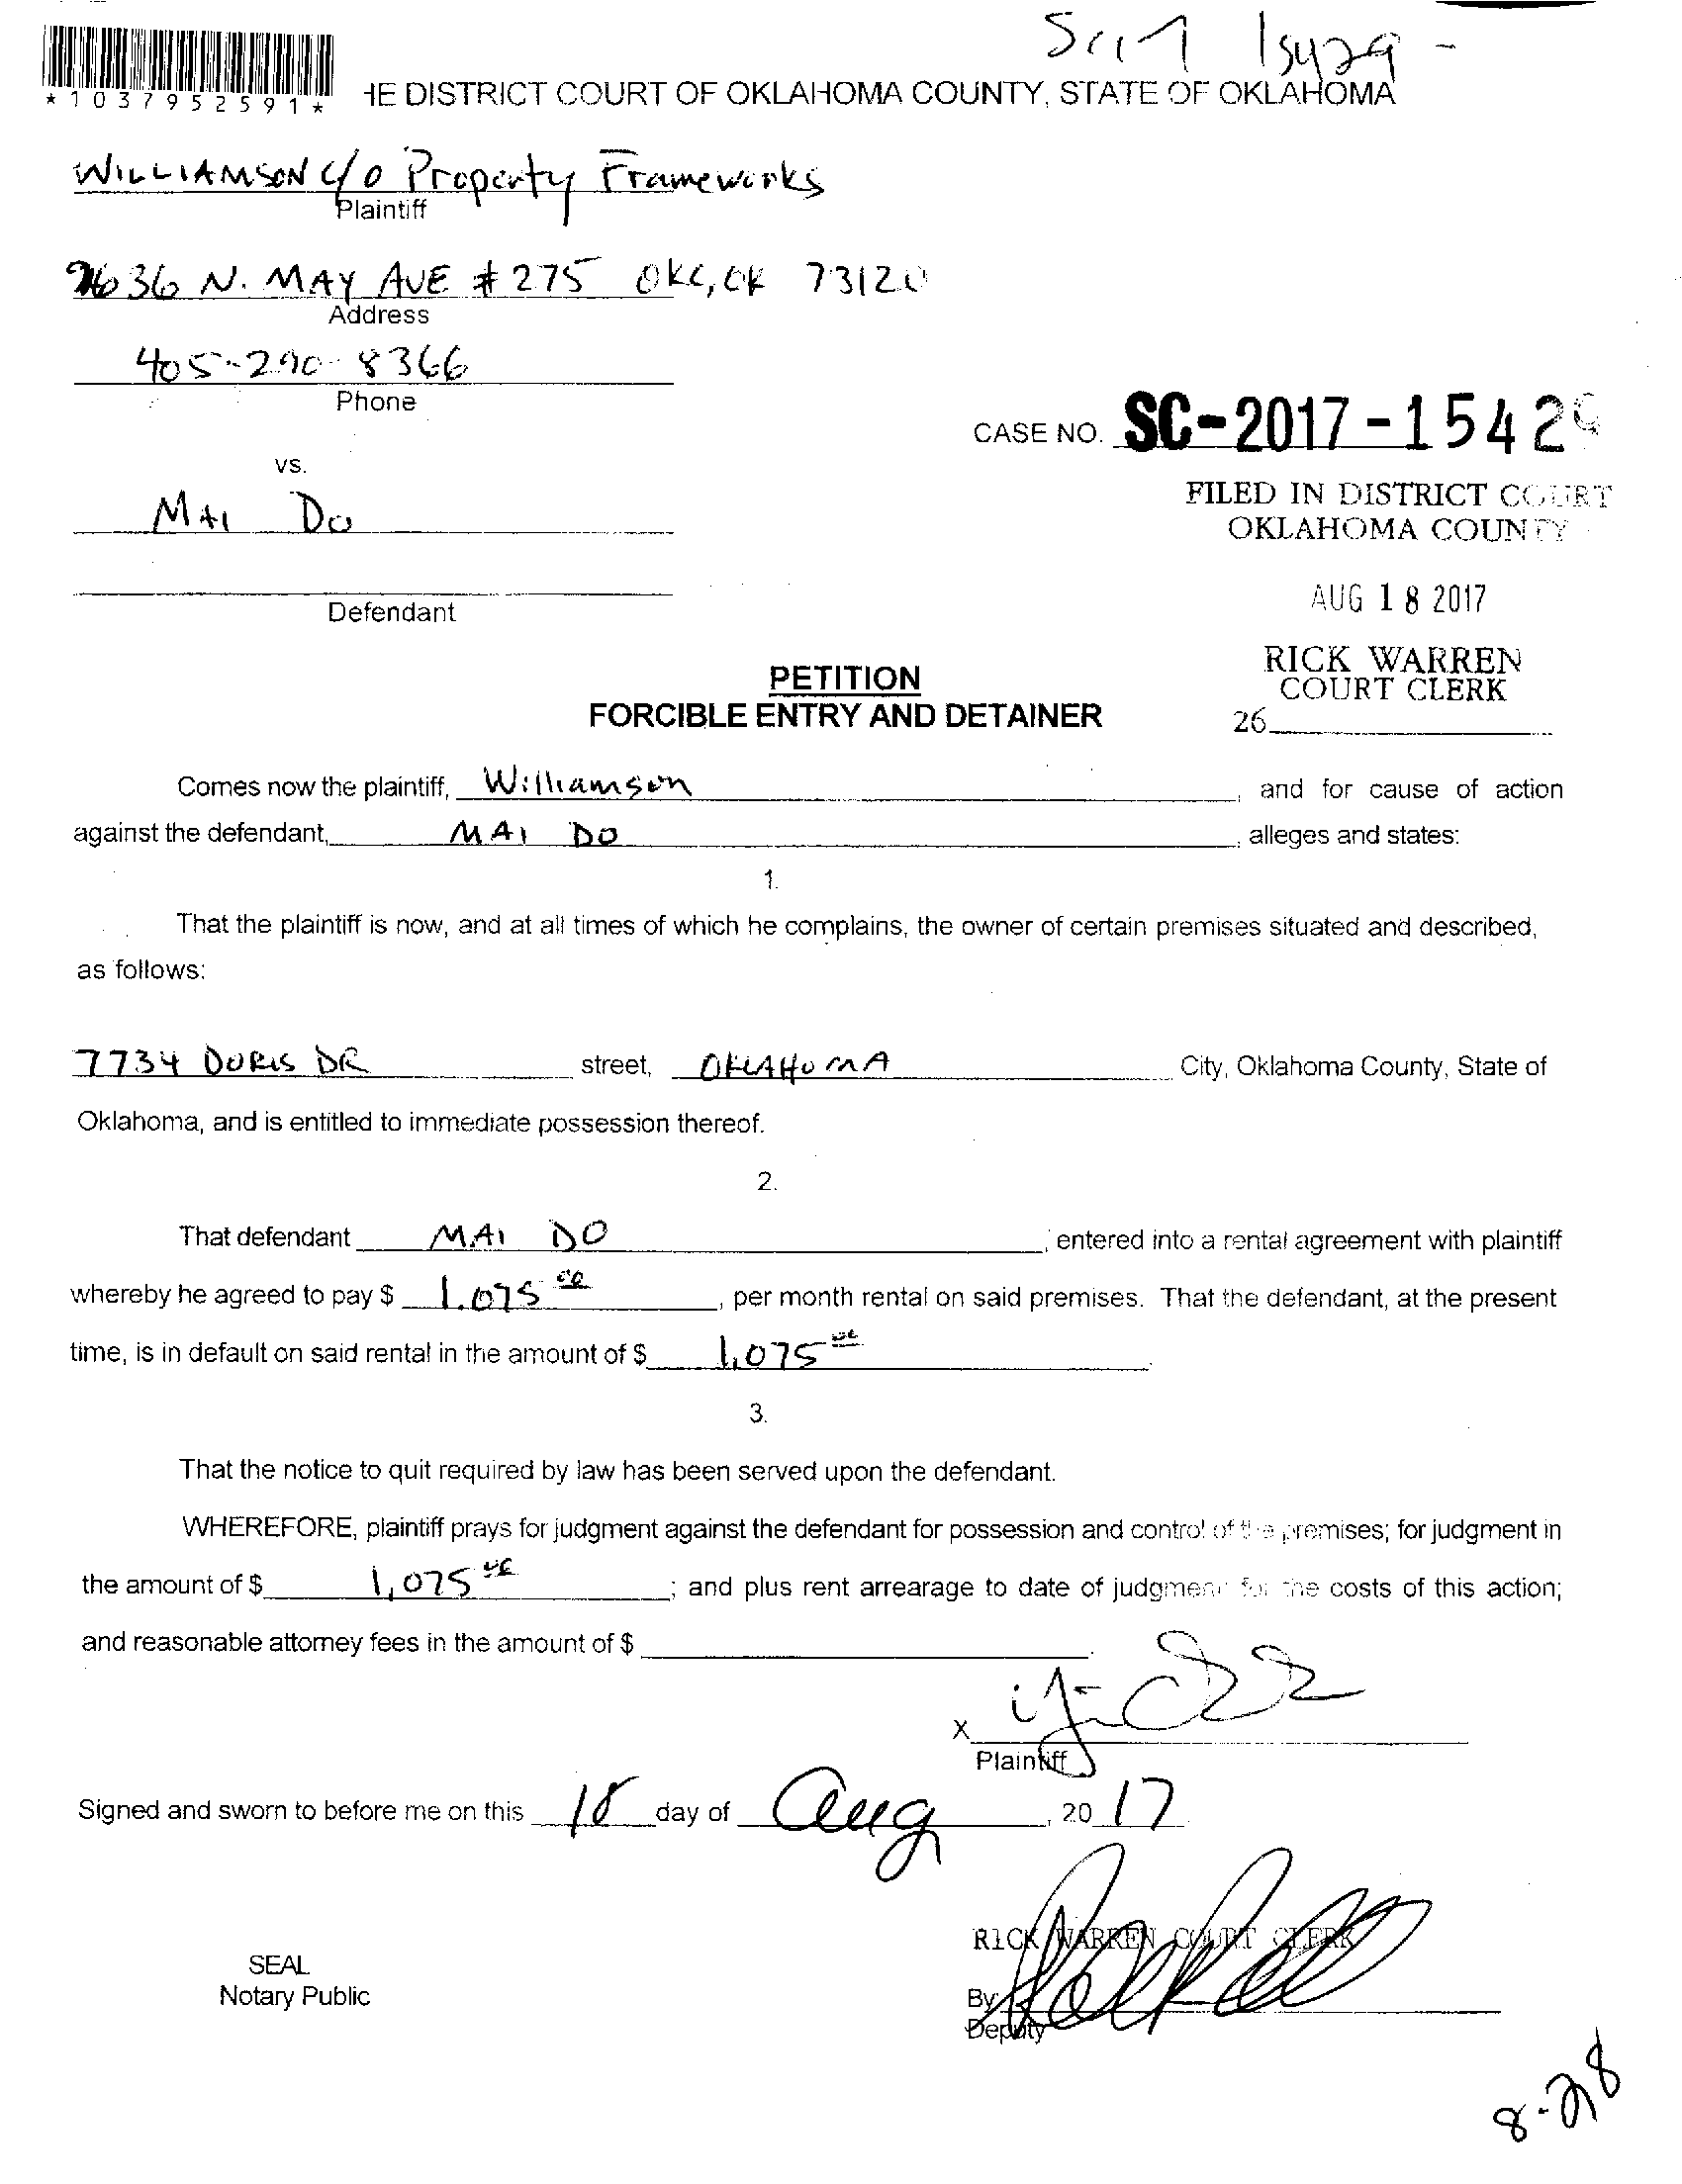 SC17 15429 -
*1037952591*
HE DISTRICT COURT OF OKLAHOMA COUNTY, STATE OF OKLAHOMA
WILLIAMSON c/o Property Frameworks
Plaintiff
9636 N. MAY AVE # 275 OKC, OK 73120
Address
405-290-8366
Phone
CASE NO. SC-2017-15429
vs.
FILED IN DISTRICT COURT
MAI DO
OKLAHOMA COUNTY
AUG 18 2017
Defendant
RICK WARREN
PETITION
COURT CLERK
FORCIBLE ENTRY AND DETAINER
26
Comes now the plaintiff, Williamson, and for cause of action
against the defendant, MAI DO, alleges and states:
1.
That the plaintiff is now, and at all times of which he complains, the owner of certain premises situated and described,
as follows:
7734 DORIS DR street, OKLAHOMA City, Oklahoma County, State of
Oklahoma, and is entitled to immediate possession thereof.
2.
That defendant MAI DO, entered into a rental agreement with plaintiff
whereby he agreed to pay $ 1,075 00, per month rental on said premises. That the defendant, at the present
time, is in default on said rental in the amount of $ 1,075 00.
3.
That the notice to quit required by law has been served upon the defendant.
WHEREFORE, plaintiff prays for judgment against the defendant for possession and control of the premises; for judgment in
the amount of $ 1,075 00; and plus rent arrearage to date of judgment for the costs of this action;
and reasonable attorney fees in the amount of $ .
X
Plaintiff
Signed and sworn to before me on this 18 day of Aug, 20 17
RICK WARREN COURT CLERK
SEAL
Notary Public
By
Deputy
8-28